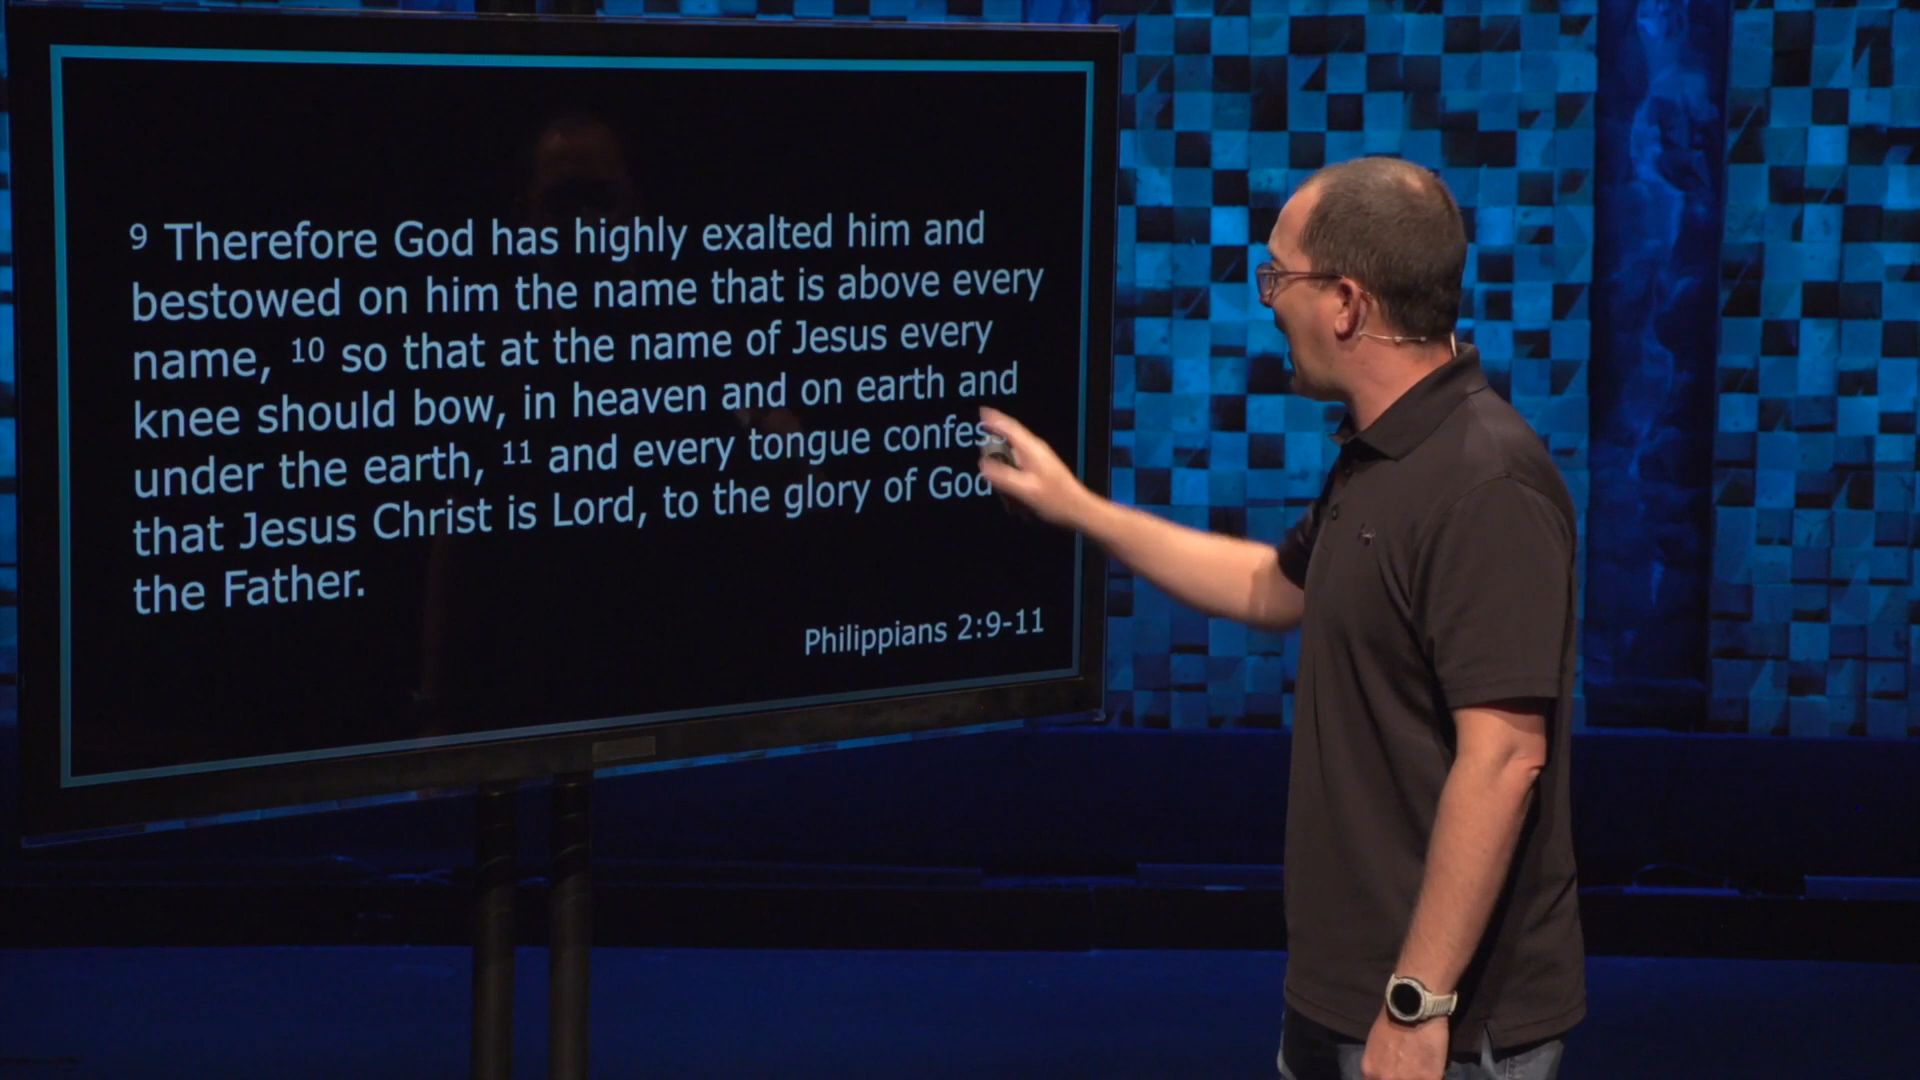 9 Therefore God has highly exalted him and
bestowed on him the name that is above every
name, 10 so that at the name of Jesus every
knee should bow, in heaven and on earth and
under the earth, 11 and every tongue confess
that Jesus Christ is Lord, to the glory of God
the Father.
Philippians 2:9-11